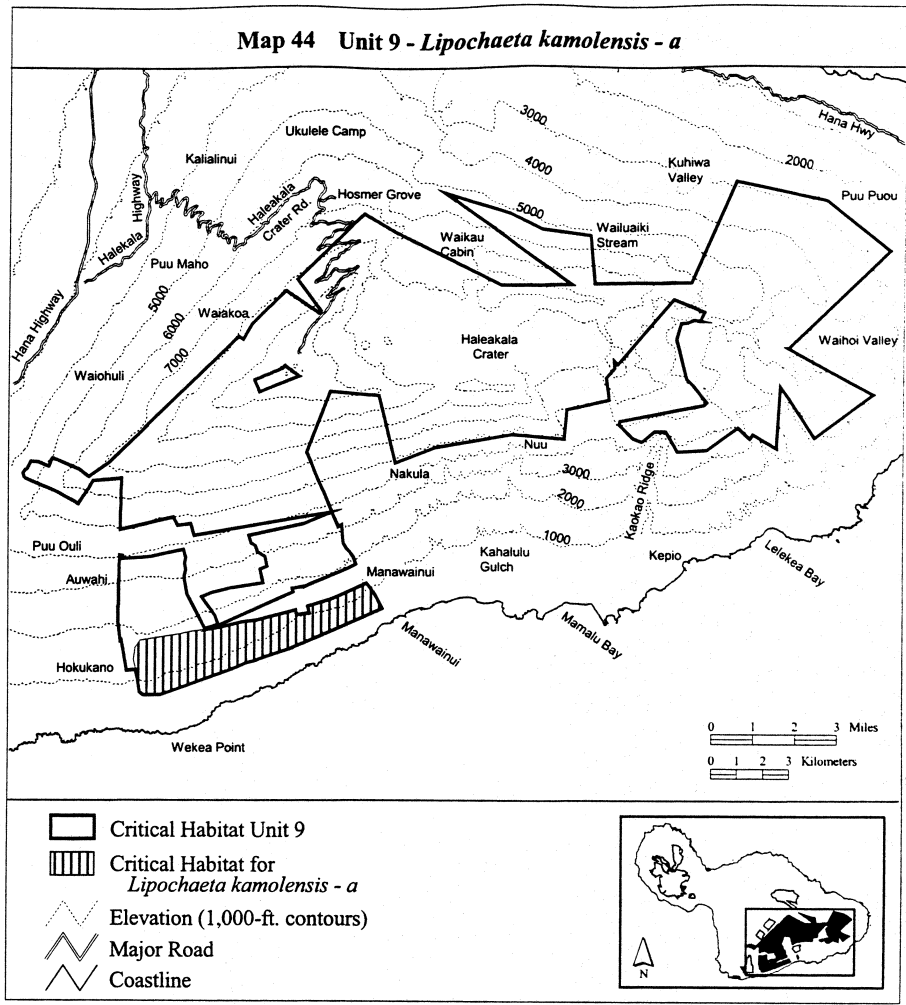 Map 44 Unit 9 - Lipochaeta kamolensis - a
Hana Hwy
3000
Ukulele Camp
Kalialinui
4000
Kuhiwa
Valley
2000
Puu Puou
Haleakala
Crater Rd.
Hosmer Grove
Highway
Halekala
5000
Waikau
Cabin
Wailuaiki
Stream
Puu Maho
5000
6000
7000
Waiakoa
Hana Highway
Haleakala
Crater
Waihoi Valley
Waiohuli
Nuu
Nakula
3000
2000
1000
Kaokao Ridge
Puu Ouli
Auwahi
Manawainui
Kahalulu
Gulch
Kepio
Lelekea Bay
Mamalu Bay
Manawainui
Hokukano
Wekea Point
0 1 2 3 Miles
0 1 2 3 Kilometers
Critical Habitat Unit 9
Critical Habitat for
Lipochaeta kamolensis - a
Elevation (1,000-ft. contours)
Major Road
Coastline
N